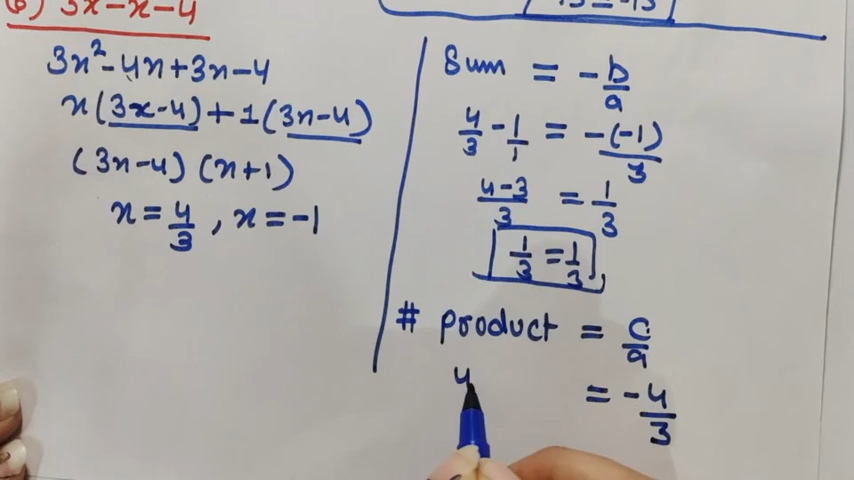 6) 3x²-x-4
3x²-4x+3x-4
x(3x-4)+1(3x-4)
(3x-4) (x+1)
x = 4/3, x = -1
Sum = -b/a
4/3 - 1/1 = -(-1)/3
4-3/3 = 1/3
1/3 = 1/3
# product = c/a
4 = -4/3